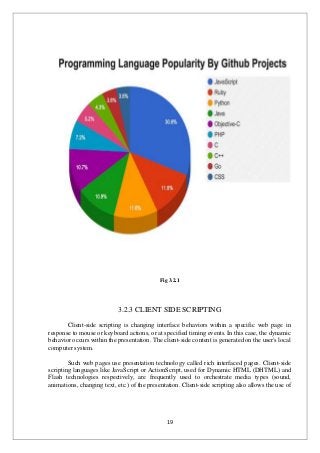 Programming Language Popularity By Github Projects
JavaScript
Ruby
Python
Java
Objective-C
PHP
C
C++
Go
CSS
30.9%
11.8%
11.6%
10.9%
10.7%
7.3%
5.2%
4.3%
3.6%
3.6%
Fig 3.2.1
3.2.3 CLIENT SIDE SCRIPTING
Client-side scripting is changing interface behaviors within a specific web page in
response to mouse or keyboard actions, or at specified timing events. In this case, the dynamic
behavior occurs within the presentation. The client-side content is generated on the user's local
computer system.
Such web pages use presentation technology called rich interfaced pages. Client-side
scripting languages like JavaScript or ActionScript, used for Dynamic HTML (DHTML) and
Flash technologies respectively, are frequently used to orchestrate media types (sound,
animations, changing text, etc.) of the presentation. Client-side scripting also allows the use of
19